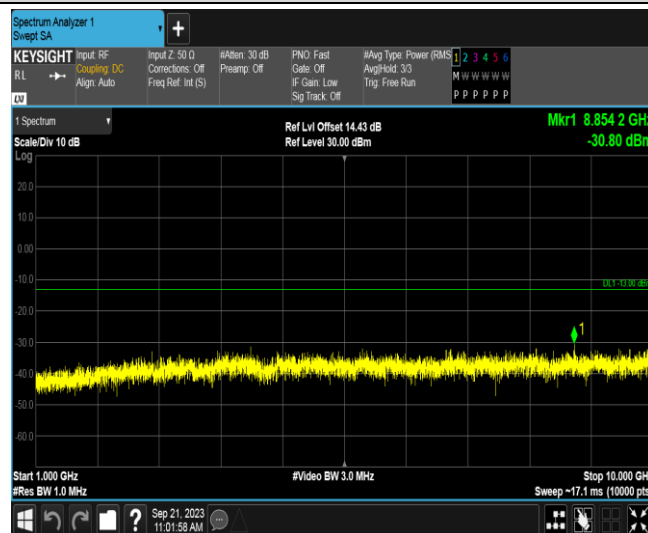 Spectrum Analyzer 1
Swept SA
+
KEYSIGHT
RL
LXI
Input: RF
Coupling: DC
Align: Auto
Input Z: 50 Ω
Corrections: Off
Freq Ref: Int (S)
#Atten: 30 dB
Preamp: Off
PNO: Fast
Gate: Off
IF Gain: Low
Sig Track: Off
#Avg Type: Power (RMS
Avg|Hold: 3/3
Trig: Free Run
1 2 3 4 5 6
M W W W W W
P P P P P P
1 Spectrum
Scale/Div 10 dB
Ref Lvl Offset 14.43 dB
Ref Level 30.00 dBm
Mkr1 8.854 2 GHz
-30.80 dBm
Log
20.0
10.0
0.00
-10.0
DL1 -13.00 dBm
-20.0
1
-30.0
-40.0
-50.0
-60.0
Start 1.000 GHz
#Res BW 1.0 MHz
#Video BW 3.0 MHz
Stop 10.000 GH
Sweep ~17.1 ms (10000 pts
?
Sep 21, 2023
11:01:58 AM